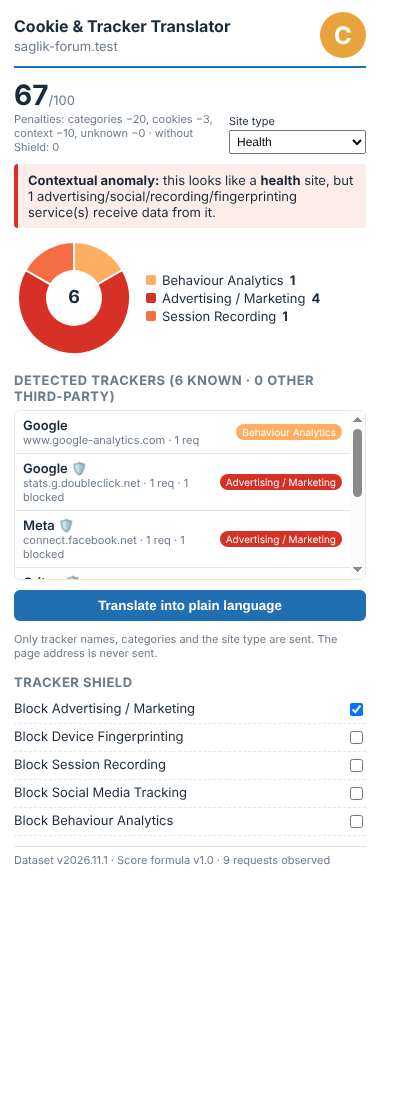 Cookie & Tracker Translator
saglik-forum.test
C
67/100
Penalties: categories −20, cookies −3,
context −10, unknown −0 · without
Shield: 0
Site type
Health
Contextual anomaly: this looks like a health site, but
1 advertising/social/recording/fingerprinting
service(s) receive data from it.
6
Behaviour Analytics 1
Advertising / Marketing 4
Session Recording 1
DETECTED TRACKERS (6 KNOWN · 0 OTHER
THIRD-PARTY)
Google
www.google-analytics.com · 1 req
Behaviour Analytics
Google
stats.g.doubleclick.net · 1 req · 1
blocked
Advertising / Marketing
Meta
connect.facebook.net · 1 req · 1
blocked
Advertising / Marketing
Translate into plain language
Only tracker names, categories and the site type are sent. The
page address is never sent.
TRACKER SHIELD
Block Advertising / Marketing
Block Device Fingerprinting
Block Session Recording
Block Social Media Tracking
Block Behaviour Analytics
Dataset v2026.11.1 · Score formula v1.0 · 9 requests observed